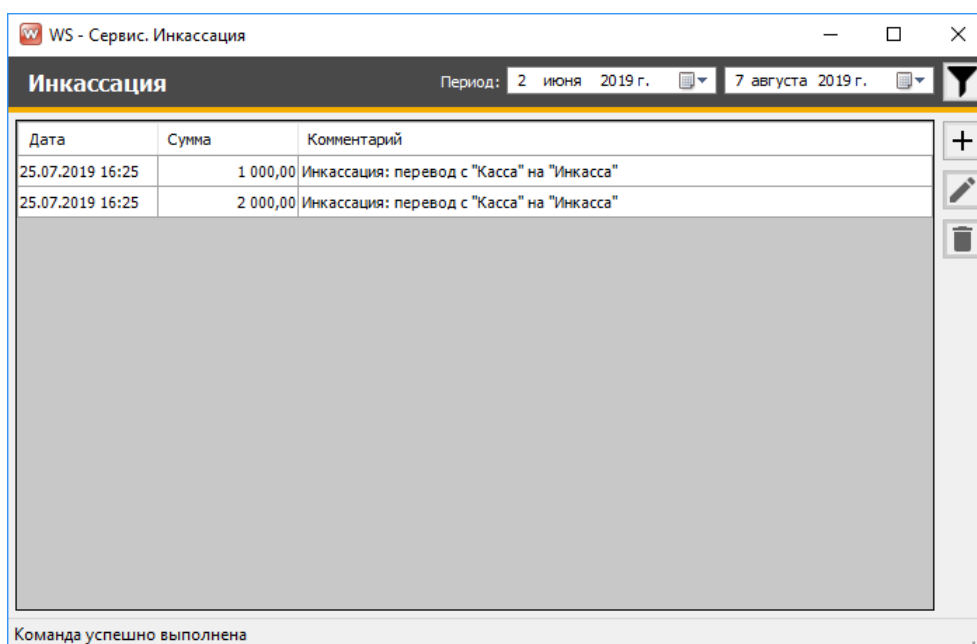 WS - Сервис. Инкассация
Инкассация Период: 2 июня 2019 г. 7 августа 2019 г.
Дата Сумма Комментарий
25.07.2019 16:25 1 000,00 Инкассация: перевод с "Касса" на "Инкасса"
25.07.2019 16:25 2 000,00 Инкассация: перевод с "Касса" на "Инкасса"
Команда успешно выполнена